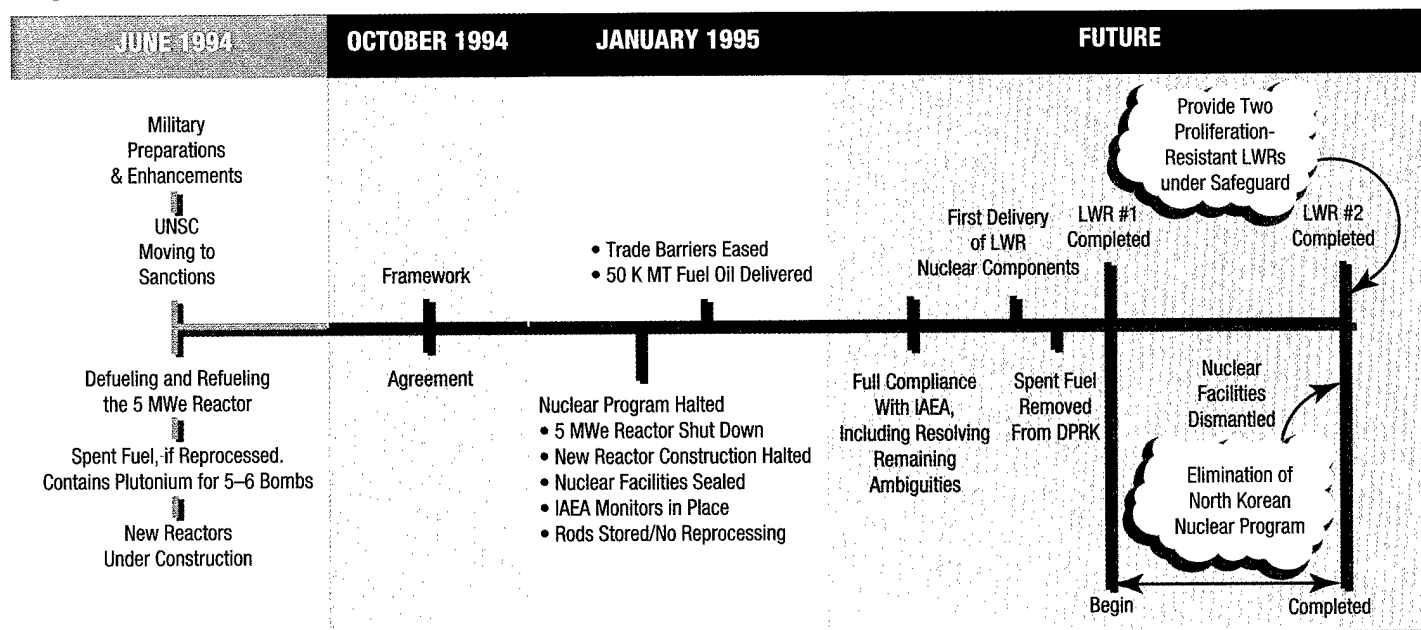 JUNE 1994
OCTOBER 1994
JANUARY 1995
FUTURE
Military
Preparations
& Enhancements
UNSC
Moving to
Sanctions
Defueling and Refueling
the 5 MWe Reactor
Spent Fuel, if Reprocessed.
Contains Plutonium for 5–6 Bombs
New Reactors
Under Construction
Framework
Agreement
• Trade Barriers Eased
• 50 K MT Fuel Oil Delivered
Nuclear Program Halted
• 5 MWe Reactor Shut Down
• New Reactor Construction Halted
• Nuclear Facilities Sealed
• IAEA Monitors in Place
• Rods Stored/No Reprocessing
Full Compliance
With IAEA,
Including Resolving
Remaining
Ambiguities
First Delivery
of LWR
Nuclear Components
Spent Fuel
Removed
From DPRK
LWR #1
Completed
Provide Two
Proliferation-
Resistant LWRs
under Safeguard
LWR #2
Completed
Nuclear
Facilities
Dismantled
Elimination of
North Korean
Nuclear Program
Begin
Completed